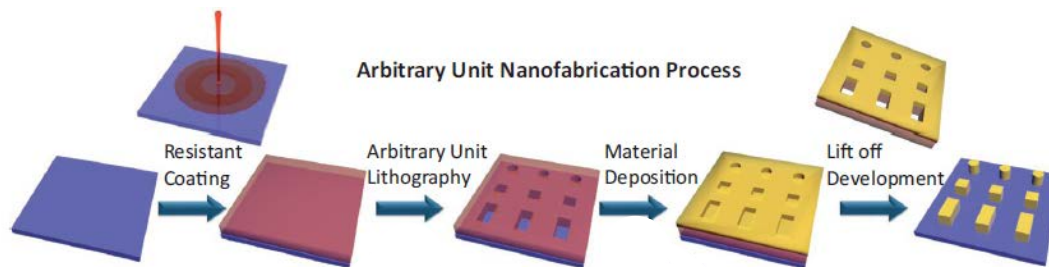 Arbitrary Unit Nanofabrication Process
Resistant
Coating
Arbitrary Unit
Lithography
Material
Deposition
Lift off
Development